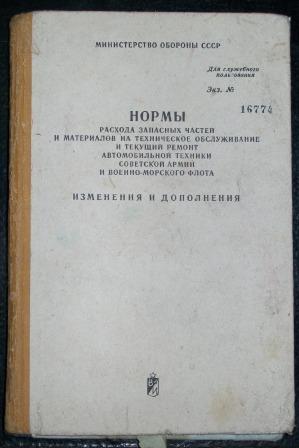 МИНИСТЕРСТВО ОБОРОНЫ СССР
Для служебного
пользования
Экз. №
16774
НОРМЫ
РАСХОДА ЗАПАСНЫХ ЧАСТЕЙ
И МАТЕРИАЛОВ НА ТЕХНИЧЕСКОЕ ОБСЛУЖИВАНИЕ
И ТЕКУЩИЙ РЕМОНТ
АВТОМОБИЛЬНОЙ ТЕХНИКИ
СОВЕТСКОЙ АРМИИ
И ВОЕННО-МОРСКОГО ФЛОТА
ИЗМЕНЕНИЯ И ДОПОЛНЕНИЯ